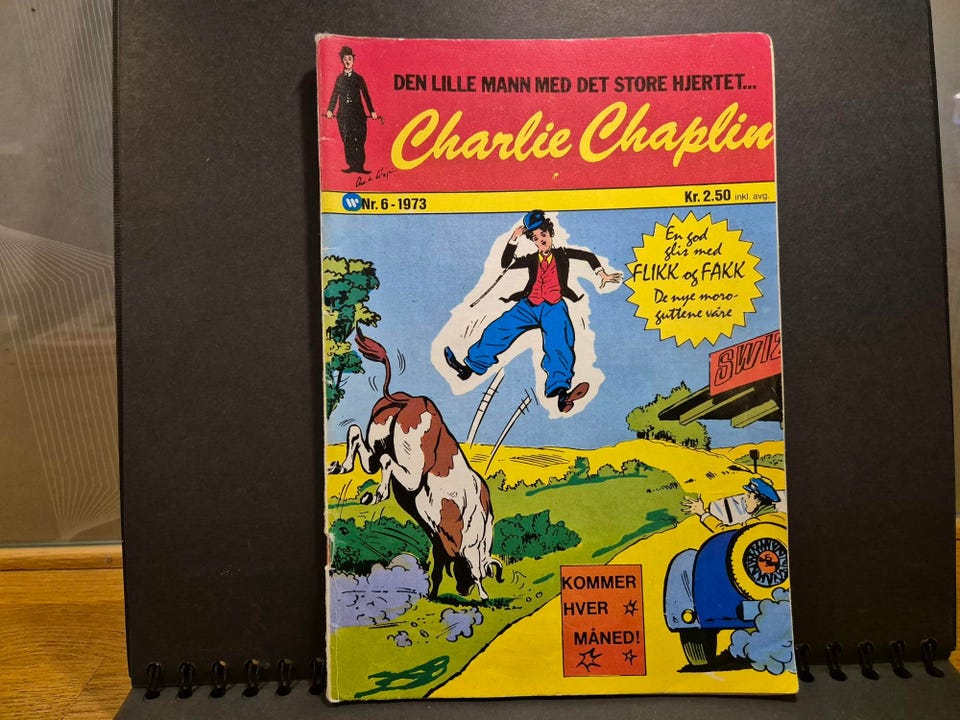 DEN LILLE MANN MED DET STORE HJERTET...
Charlie Chaplin
Nr. 6 - 1973
Kr. 2.50 inkl. avg.
En god
glis med
FLIKK og FAKK
De nye moro-
guttene våre
SWIZ
KOMMER
HVER
MÅNED!